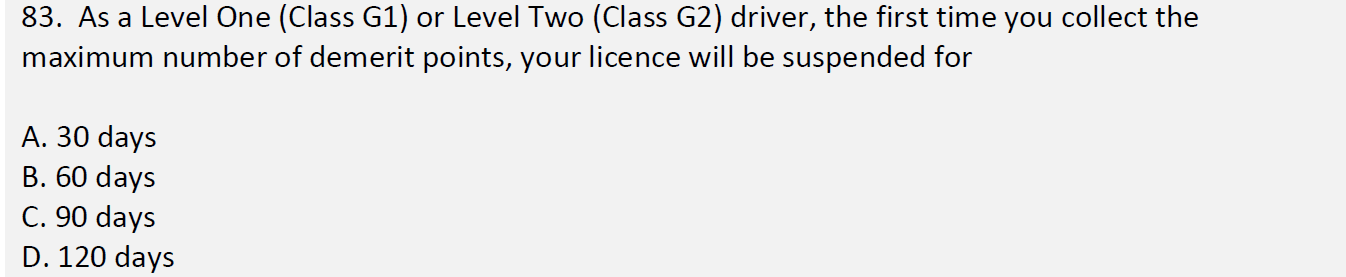 83. As a Level One (Class G1) or Level Two (Class G2) driver, the first time you collect the
maximum number of demerit points, your licence will be suspended for
A. 30 days
B. 60 days
C. 90 days
D. 120 days